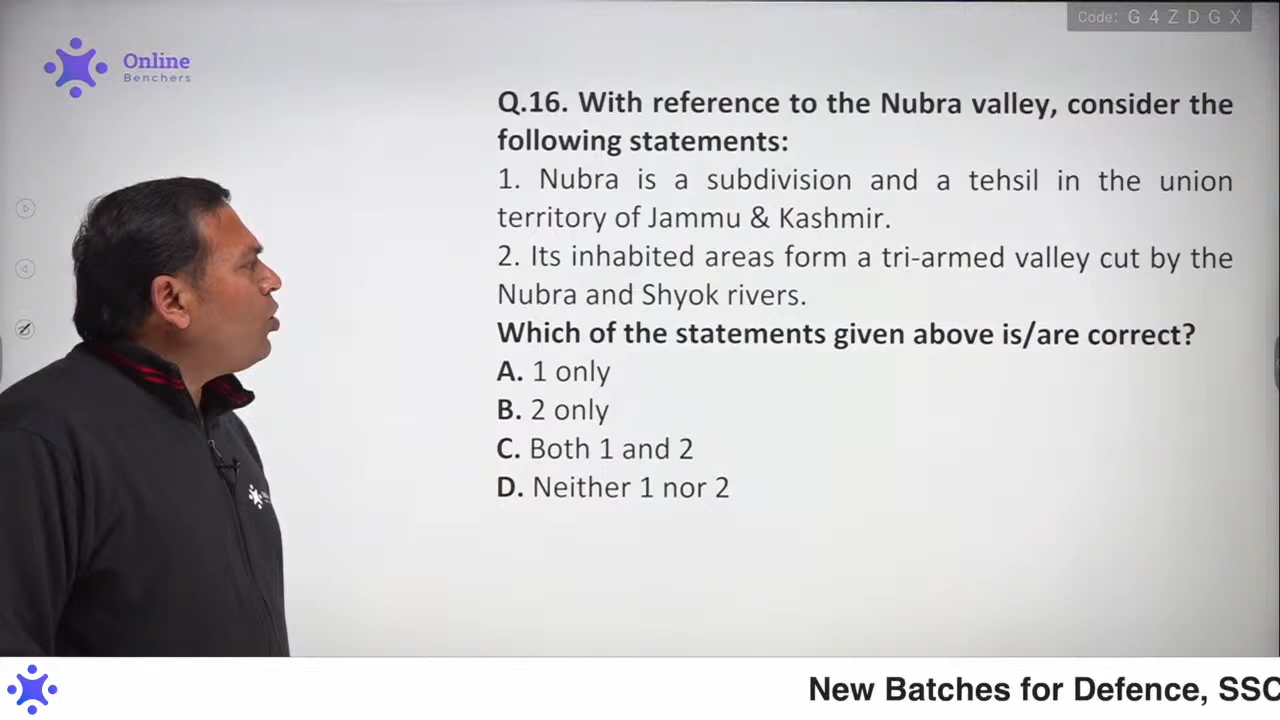 Code: G 4 Z D G X
Online
Benchers
Q.16. With reference to the Nubra valley, consider the
following statements:
1. Nubra is a subdivision and a tehsil in the union
territory of Jammu & Kashmir.
2. Its inhabited areas form a tri-armed valley cut by the
Nubra and Shyok rivers.
Which of the statements given above is/are correct?
A. 1 only
B. 2 only
C. Both 1 and 2
D. Neither 1 nor 2
New Batches for Defence, SSC